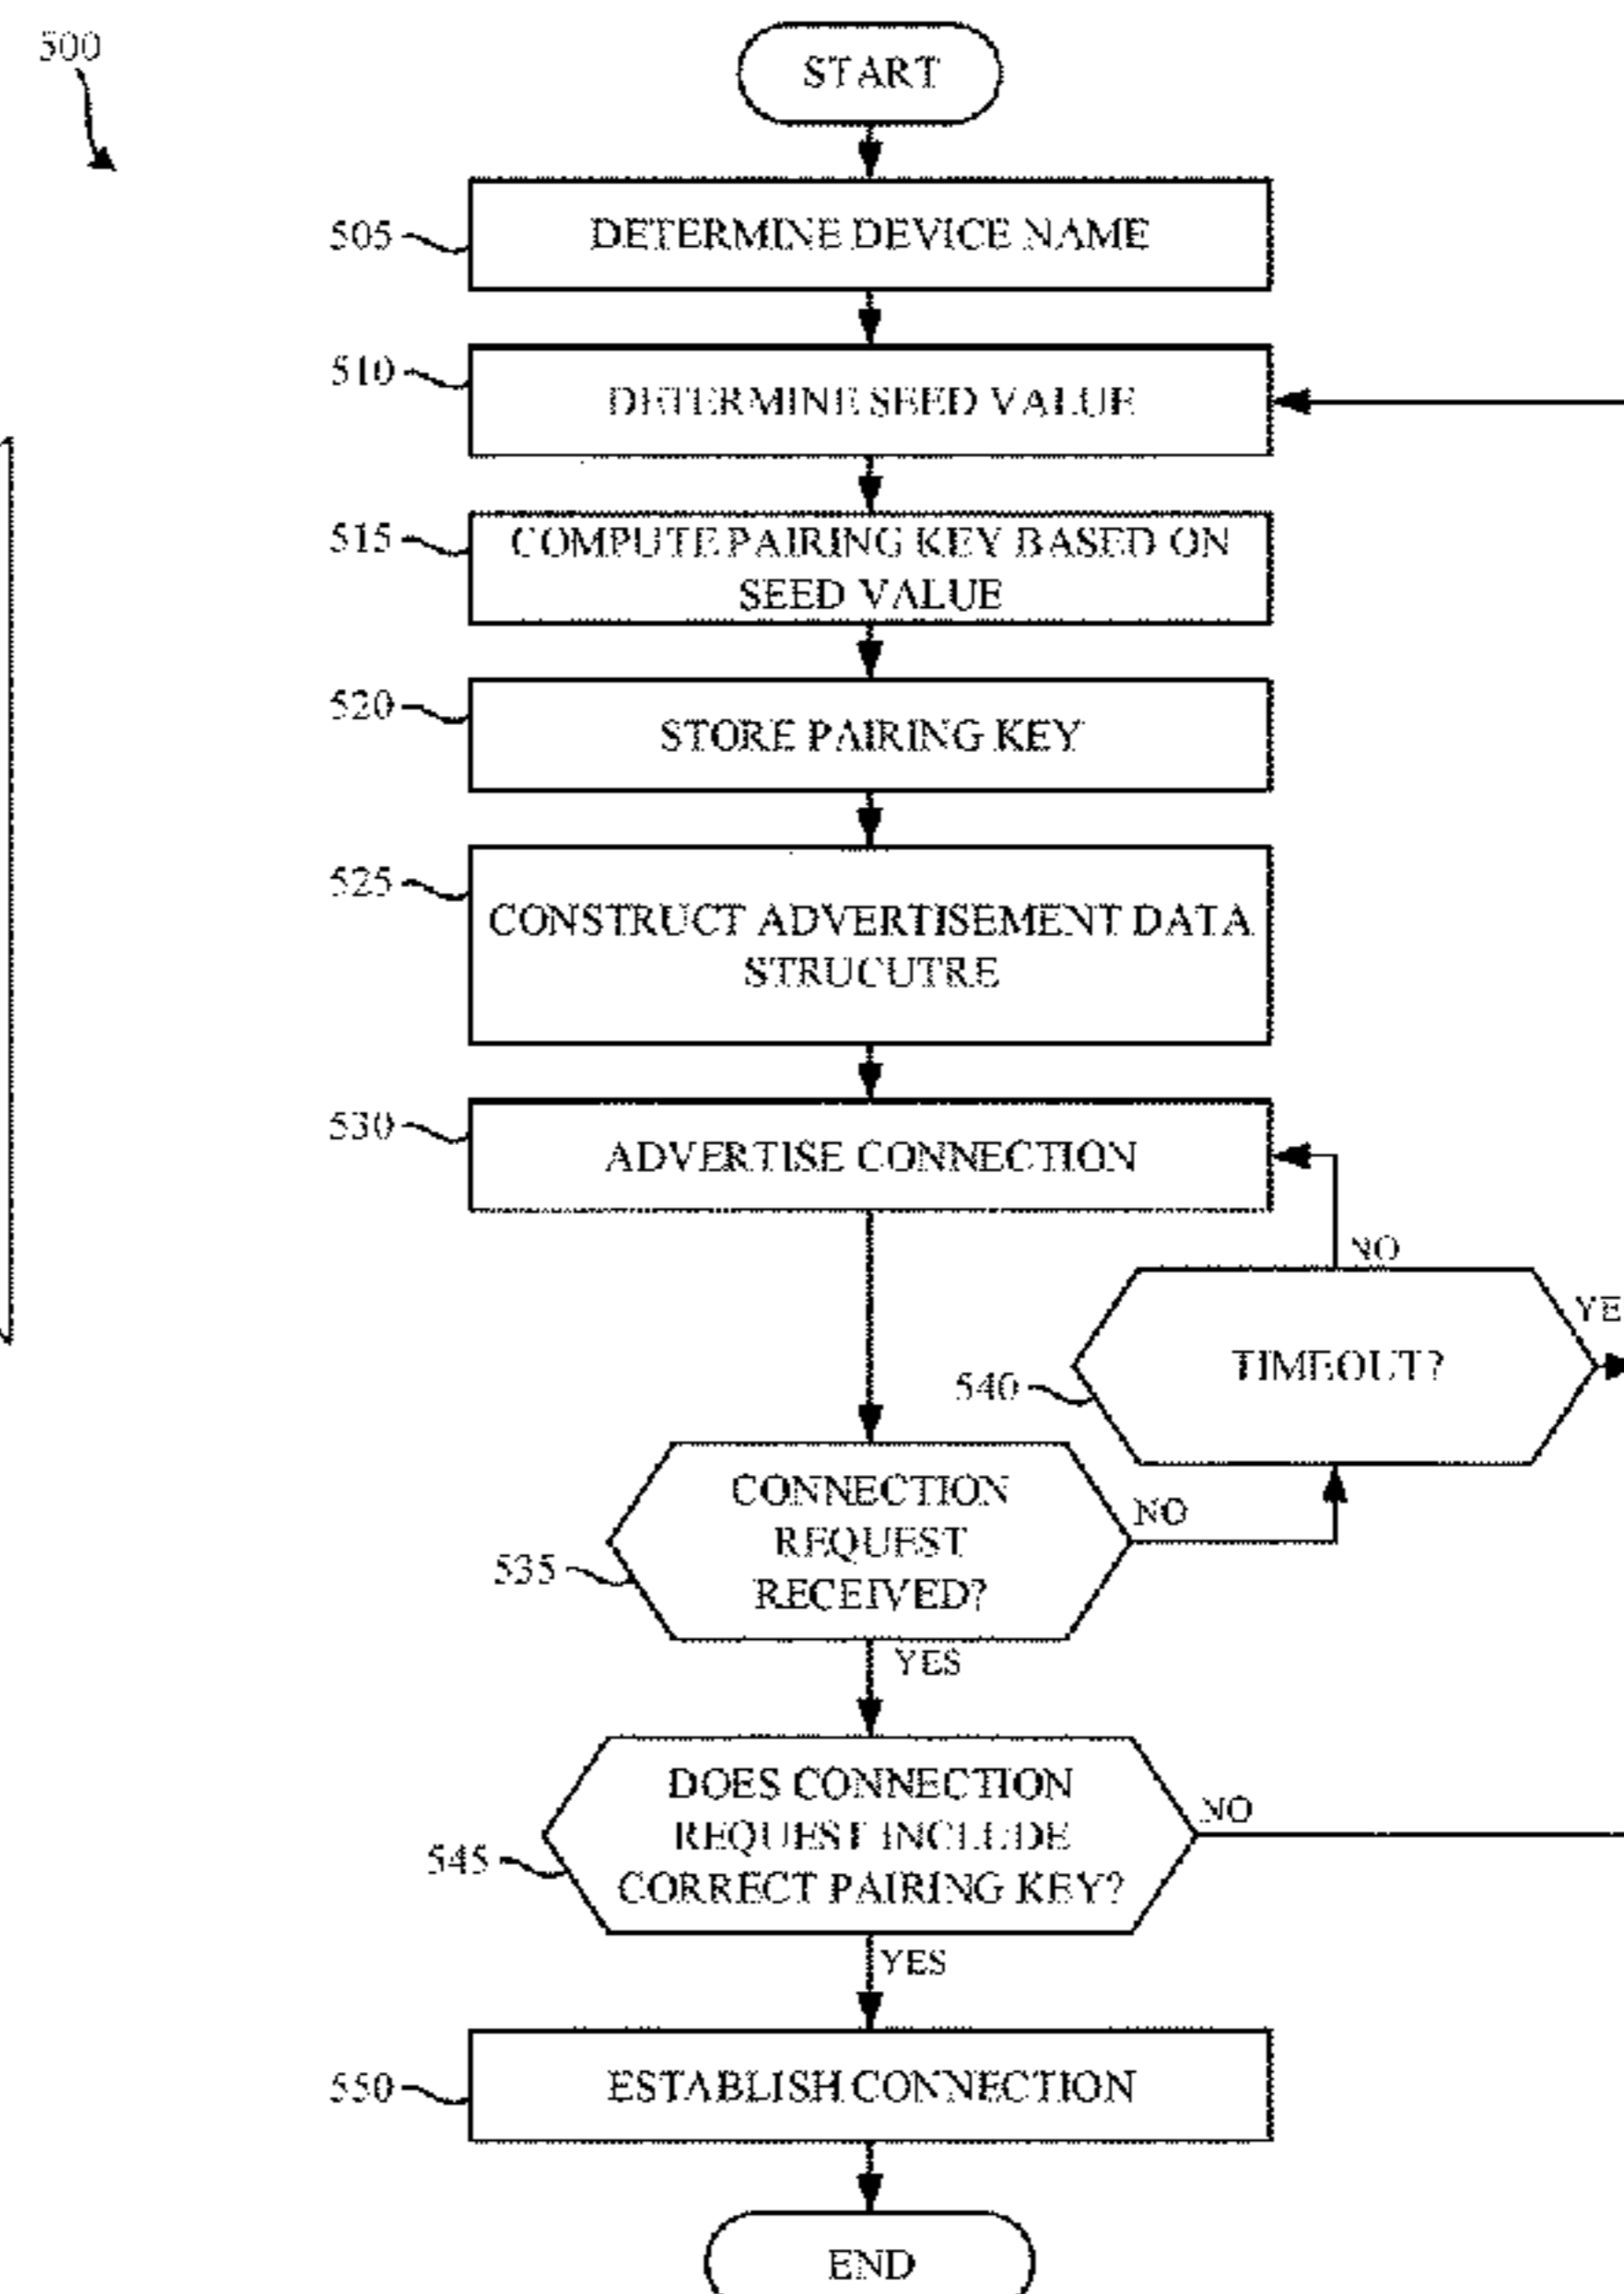 500
START
505
DETERMINE DEVICE NAME
510
DETERMINE SEED VALUE
515
COMPUTE PAIRING KEY BASED ON
SEED VALUE
520
STORE PAIRING KEY
525
CONSTRUCT ADVERTISEMENT DATA
STRUCUTRE
530
ADVERTISE CONNECTION
NO
YE
TIMEOUT?
540
CONNECTION
REQUEST
RECEIVED?
NO
535
YES
DOES CONNECTION
REQUEST INCLUDE
CORRECT PAIRING KEY?
NO
545
YES
550
ESTABLISH CONNECTION
END